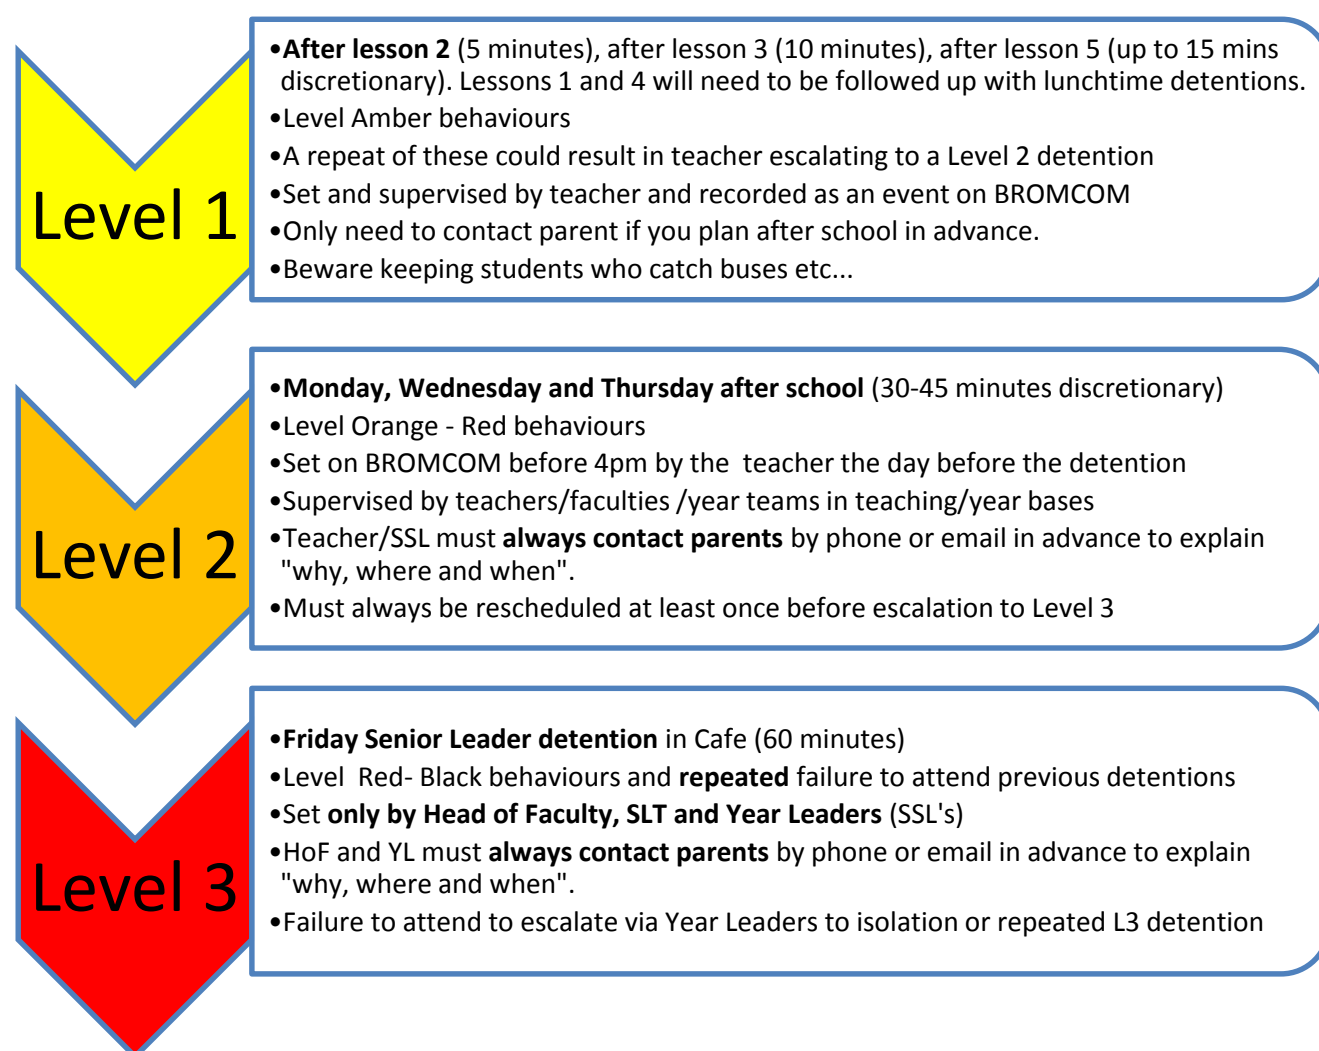 Level 1
•After lesson 2 (5 minutes), after lesson 3 (10 minutes), after lesson 5 (up to 15 mins
discretionary). Lessons 1 and 4 will need to be followed up with lunchtime detentions.
•Level Amber behaviours
•A repeat of these could result in teacher escalating to a Level 2 detention
•Set and supervised by teacher and recorded as an event on BROMCOM
•Only need to contact parent if you plan after school in advance.
•Beware keeping students who catch buses etc...
Level 2
•Monday, Wednesday and Thursday after school (30-45 minutes discretionary)
•Level Orange - Red behaviours
•Set on BROMCOM before 4pm by the  teacher the day before the detention
•Supervised by teachers/faculties /year teams in teaching/year bases
•Teacher/SSL must always contact parents by phone or email in advance to explain
"why, where and when".
•Must always be rescheduled at least once before escalation to Level 3
Level 3
•Friday Senior Leader detention in Cafe (60 minutes)
•Level  Red- Black behaviours and repeated failure to attend previous detentions
•Set only by Head of Faculty, SLT and Year Leaders (SSL's)
•HoF and YL must always contact parents by phone or email in advance to explain
"why, where and when".
•Failure to attend to escalate via Year Leaders to isolation or repeated L3 detention